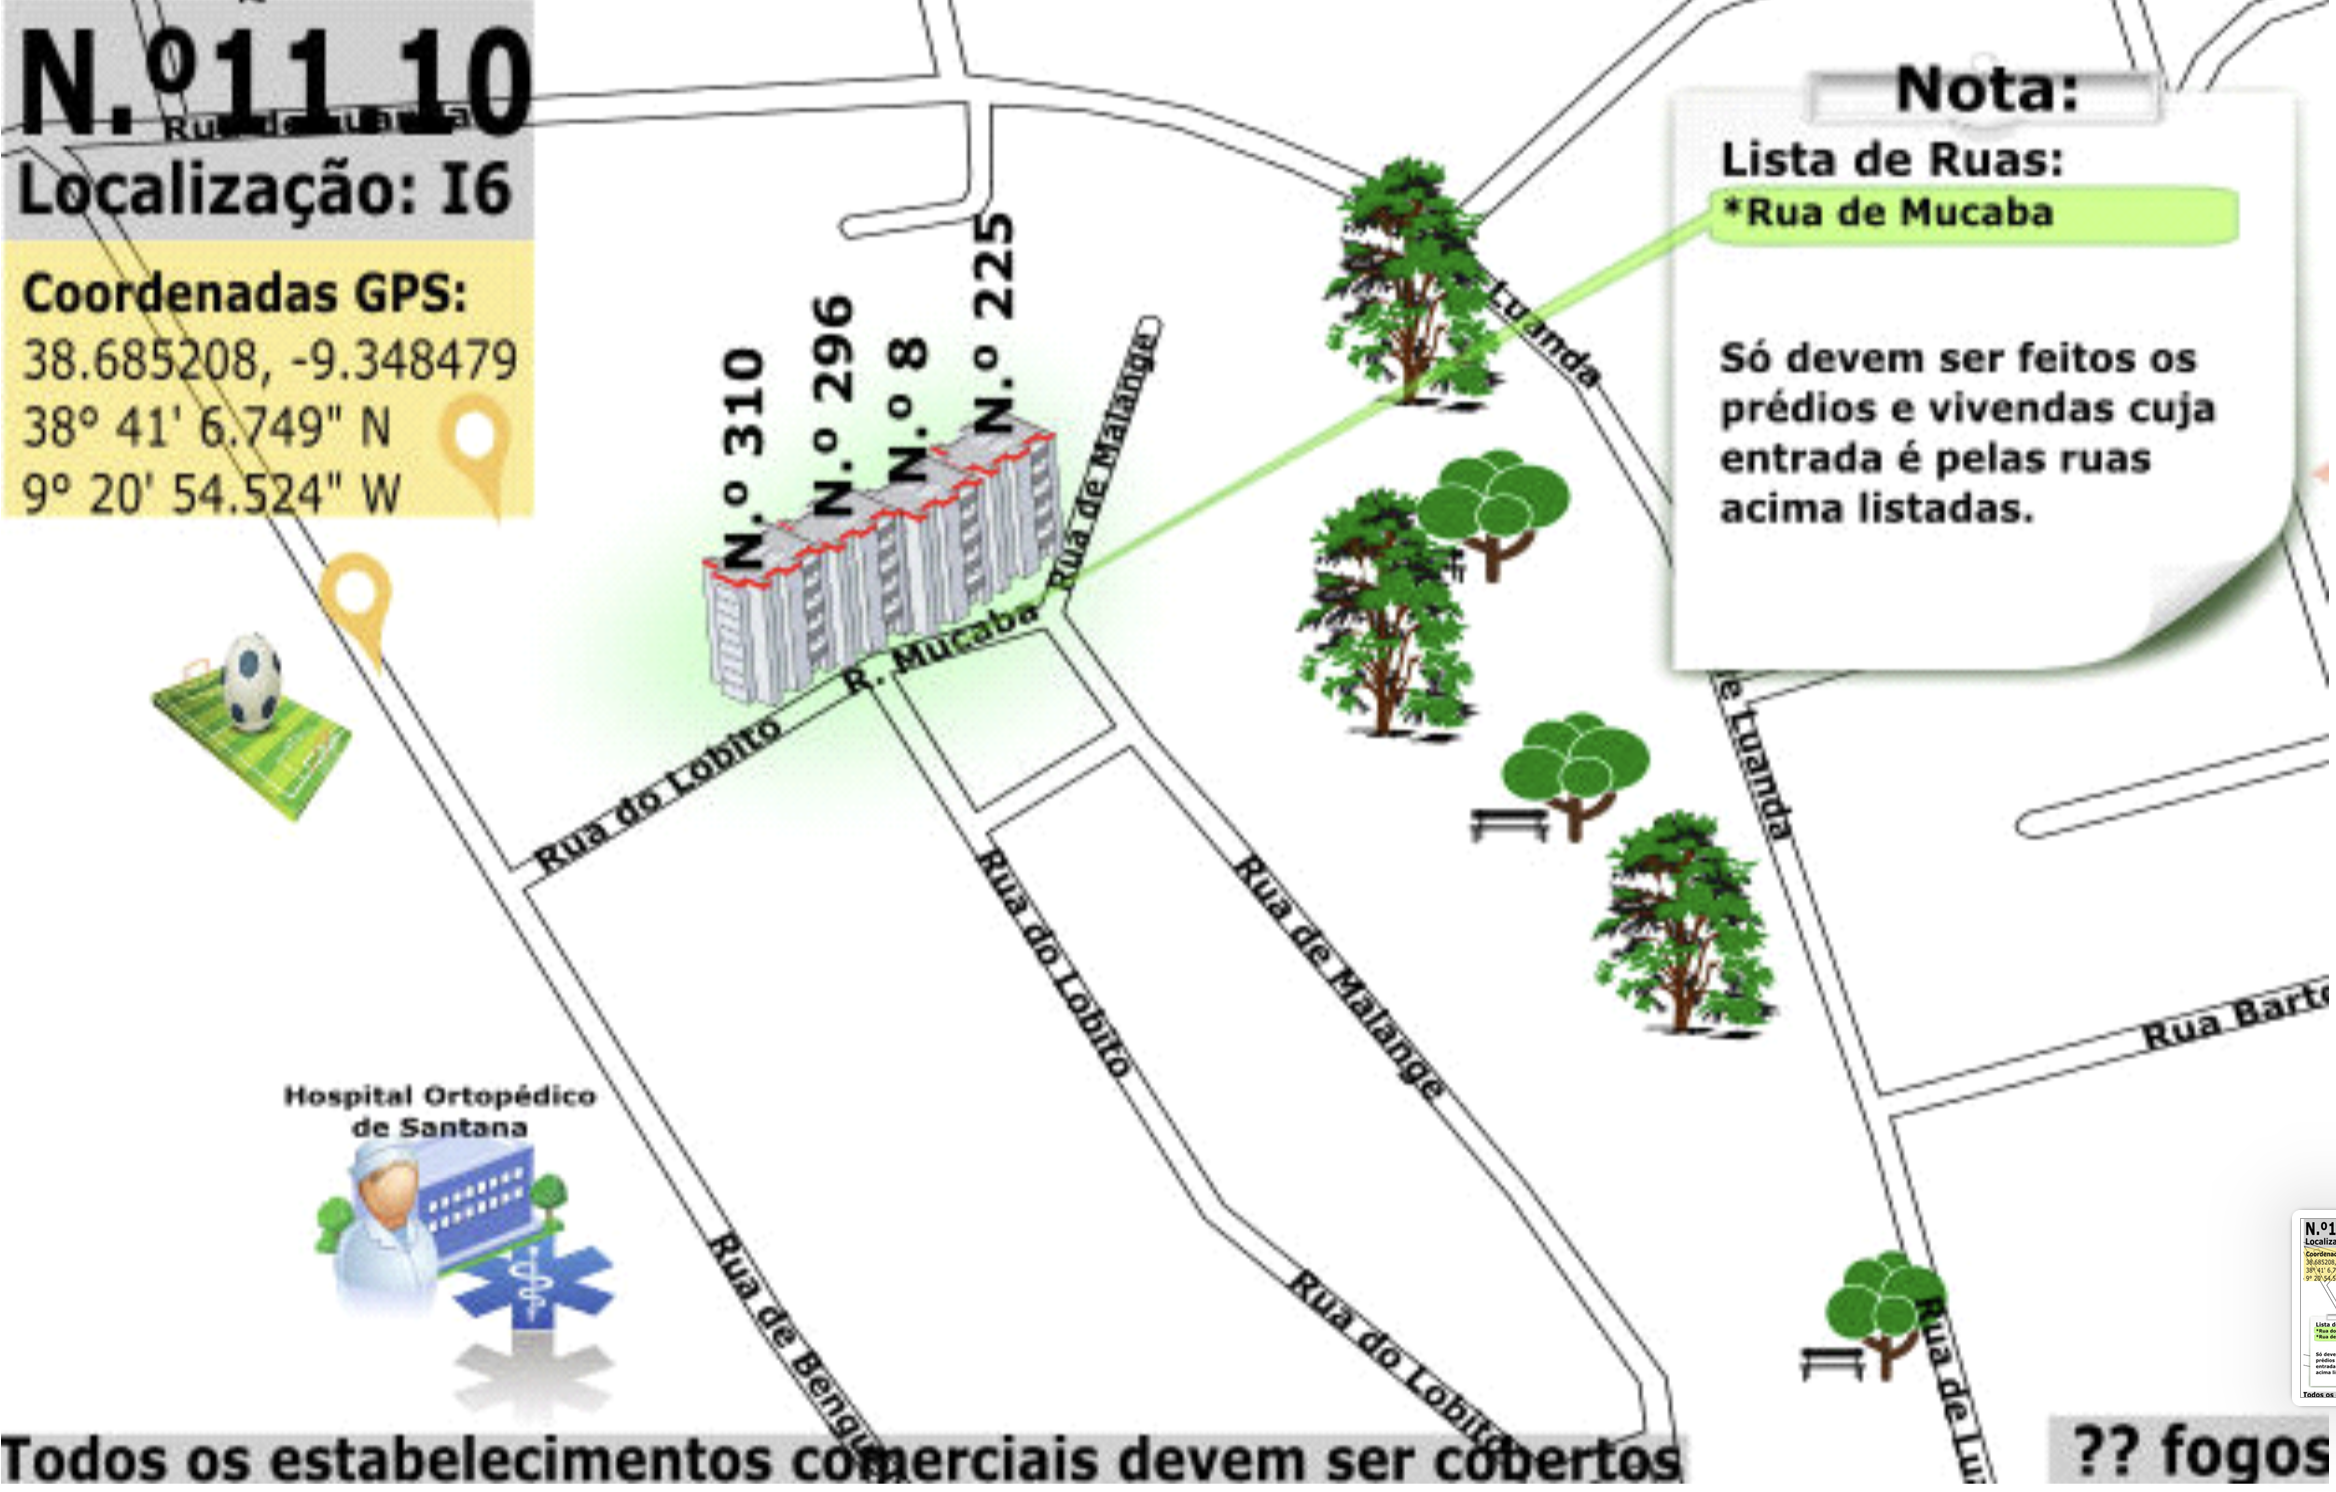 N.º11 10
Localização: I6
Coordenadas GPS:
38.685208, -9.348479
38º 41' 6.749" N
9º 20' 54.524" W
Rua de Luanda
Nota:
Lista de Ruas:
*Rua de Mucaba
Só devem ser feitos os
prédios e vivendas cuja
entrada é pelas ruas
acima listadas.
N.º 310
N.º 296
N.º 8
N.º 225
Rua de Malange
Luanda
R. Mucaba
Rua do Lobito
e Luanda
Rua do Lobito
Rua de Malange
Rua Barto
Hospital Ortopédico
de Santana
Rua de Bengu
Rua do Lobito
Rua de Lu
Todos os estabelecimentos comerciais devem ser cobertos
?? fogos